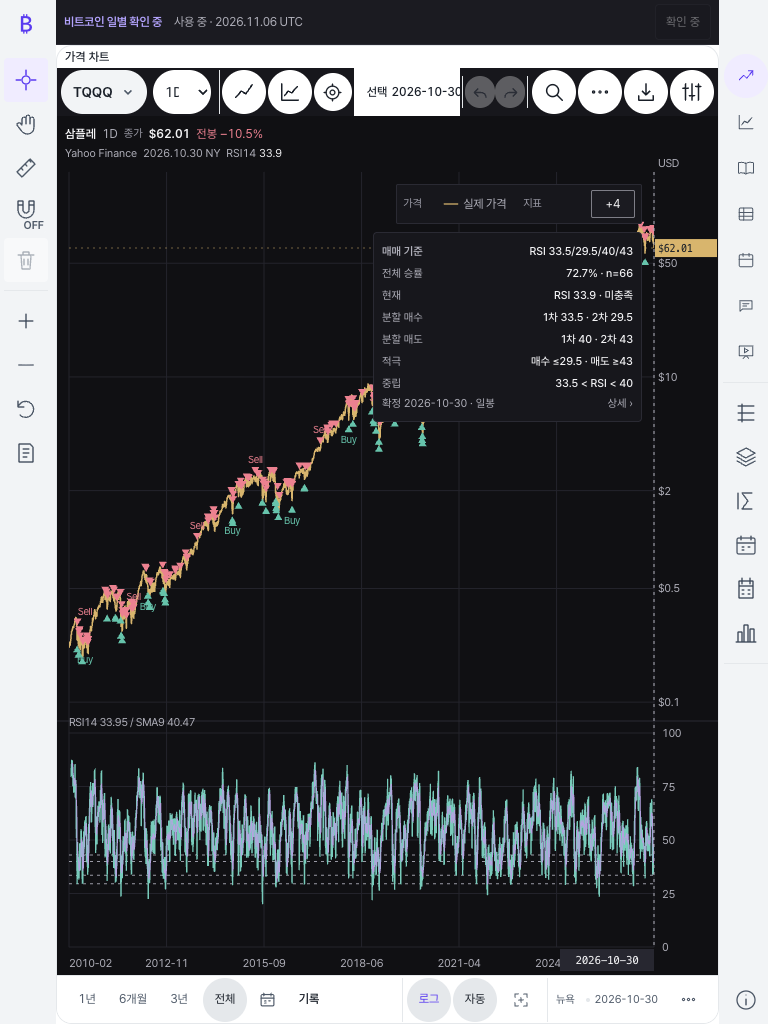 비트코인 일별 확인 중 사용 중 · 2026.11.06 UTC 확인 중
가격 차트
TQQQ 1D 선택 2026-10-30
OFF
삼플레 1D 종가 $62.01 전봉 −10.5%
Yahoo Finance 2026.10.30 NY RSI14 33.9
USD
가격 실제 가격 지표 +4
$62.01
$50
매매 기준 RSI 33.5/29.5/40/43
전체 승률 72.7% · n=66
현재 RSI 33.9 · 미충족
분할 매수 1차 33.5 · 2차 29.5
분할 매도 1차 40 · 2차 43
적극 매수 ≤29.5 · 매도 ≥43
중립 33.5 < RSI < 40
확정 2026-10-30 · 일봉 상세 ›
$10
Sell
Buy
Sell
$2
Sell
Buy
Buy
$0.5
Sell
Buy
Sell
Buy
$0.1
RSI14 33.95 / SMA9 40.47
100
75
50
25
0
2010-02 2012-11 2015-09 2018-06 2021-04 2024 2026-10-30
1년 6개월 3년 전체 기록 로그 자동 뉴욕 2026-10-30